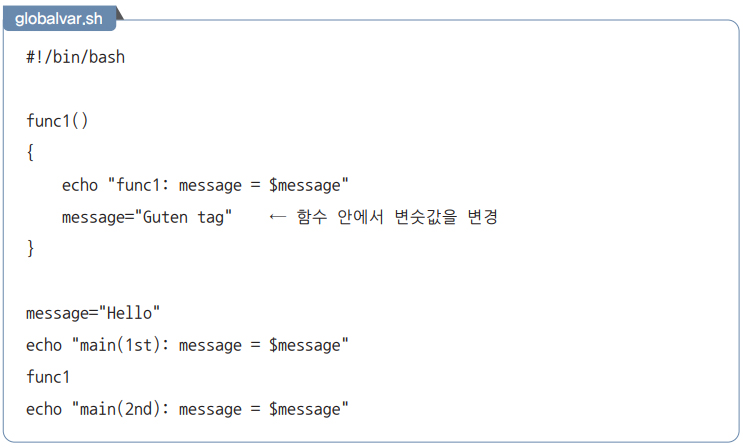 globalvar.sh
#!/bin/bash
func1()
{
echo "func1: message = $message"
message="Guten tag" ← 함수 안에서 변숫값을 변경
}
message="Hello"
echo "main(1st): message = $message"
func1
echo "main(2nd): message = $message"